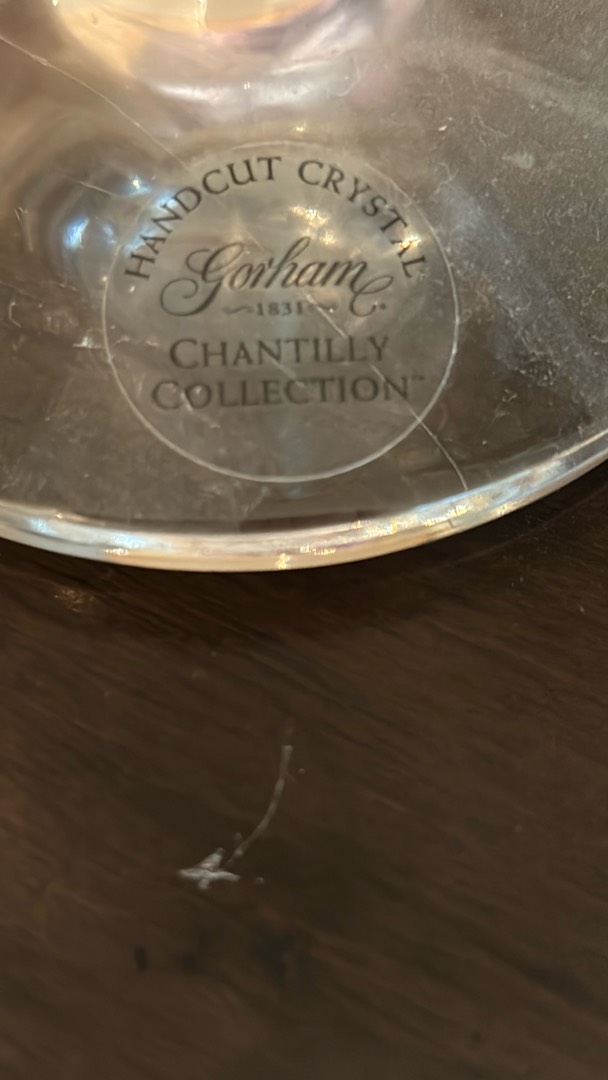 HANDCUT CRYSTAL
Gorham
~1831~
CHANTILLY
COLLECTION™